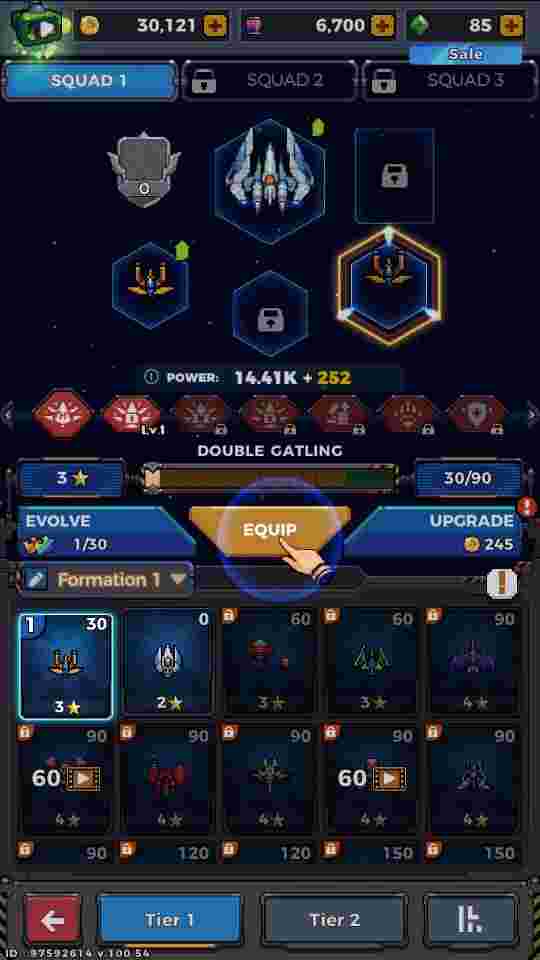 30,121
6,700
85
Sale
SQUAD 1
SQUAD 2
SQUAD 3
0
POWER: 14.41K + 252
Lv.1
DOUBLE GATLING
3
30/90
EVOLVE
1/30
EQUIP
UPGRADE
245
Formation 1
1 30 0 60 60 90
3 2 3 3 4
90 90 90 90 90
60 60
4 4 4 4 4
90 120 120 150 150
Tier 1
Tier 2
ID : 97592614 v.100.54